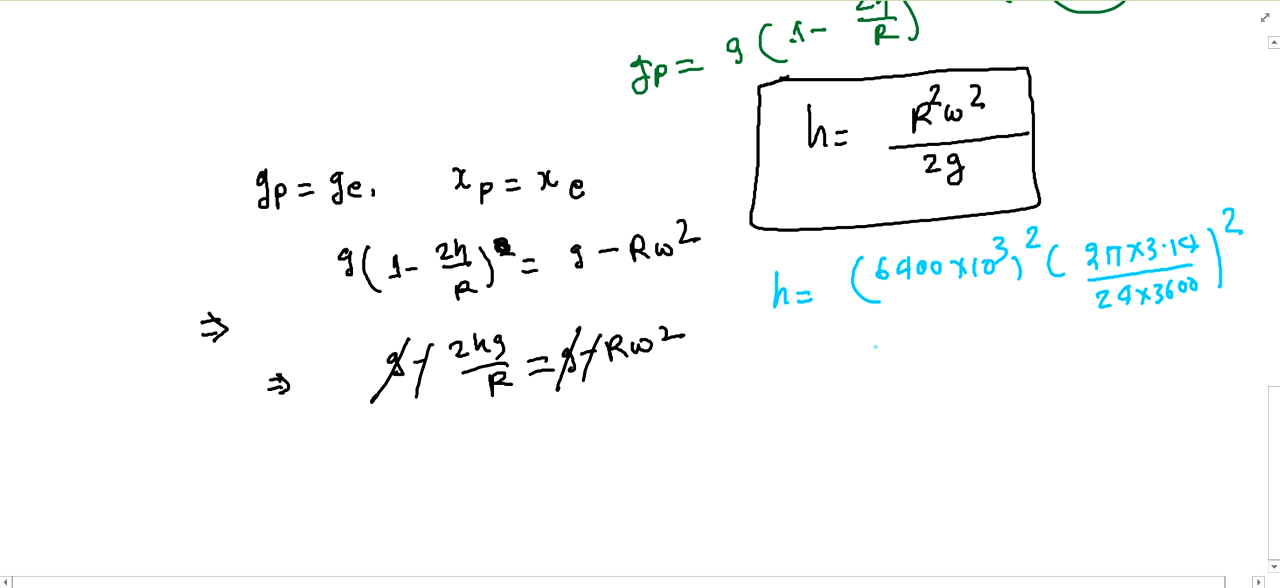 gp = g (1 - 2h/R)
h = R²ω²/2g
gp = ge, xp = xe
g(1 - 2h/R) = g - Rω²
h = (6400×10³)² (2π×3.14/24×3600)²
⇒
⇒ g - 2hg/R = g - Rω²